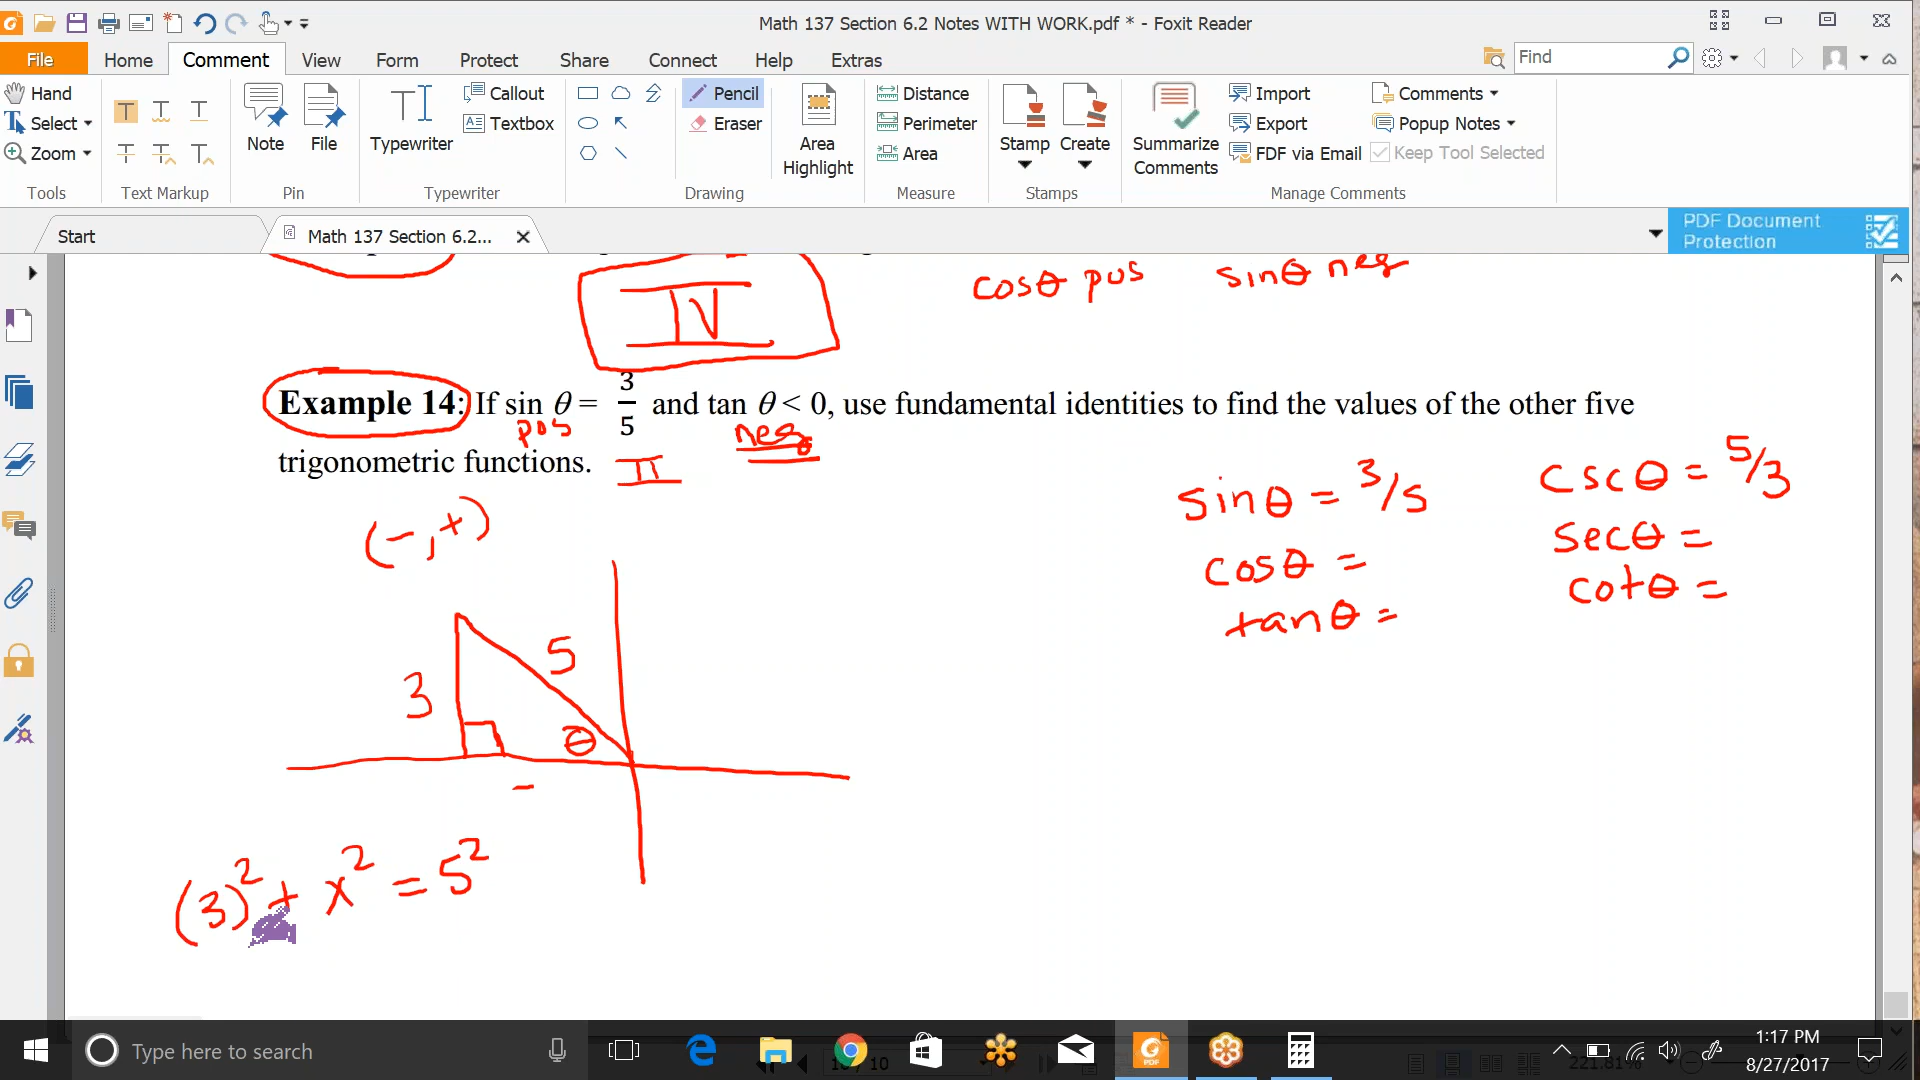 Math 137 Section 6.2 Notes WITH WORK.pdf * - Foxit Reader
File Home Comment View Form Protect Share Connect Help Extras Find
Hand
Select
Zoom
Tools
Text Markup
Note
File
Pin
Typewriter
Callout
Textbox
Typewriter
Pencil
Eraser
Drawing
Area Highlight
Distance
Perimeter
Area
Measure
Stamp
Create
Stamps
Summarize Comments
Import
Export
FDF via Email
Comments
Popup Notes
Keep Tool Selected
Manage Comments
Start
Math 137 Section 6.2...
PDF Document Protection
cosθ pos sinθ neg
IV
Example 14: If sin θ = 3/5 and tan θ < 0, use fundamental identities to find the values of the other five
pos neg
trigonometric functions. II
(-,+)
sinθ = 3/5 cscθ = 5/3
cosθ = secθ =
tanθ = cotθ =
5
3
θ
-
(3)² + x² = 5²
Type here to search
/ 10
221.81%
1:17 PM
8/27/2017